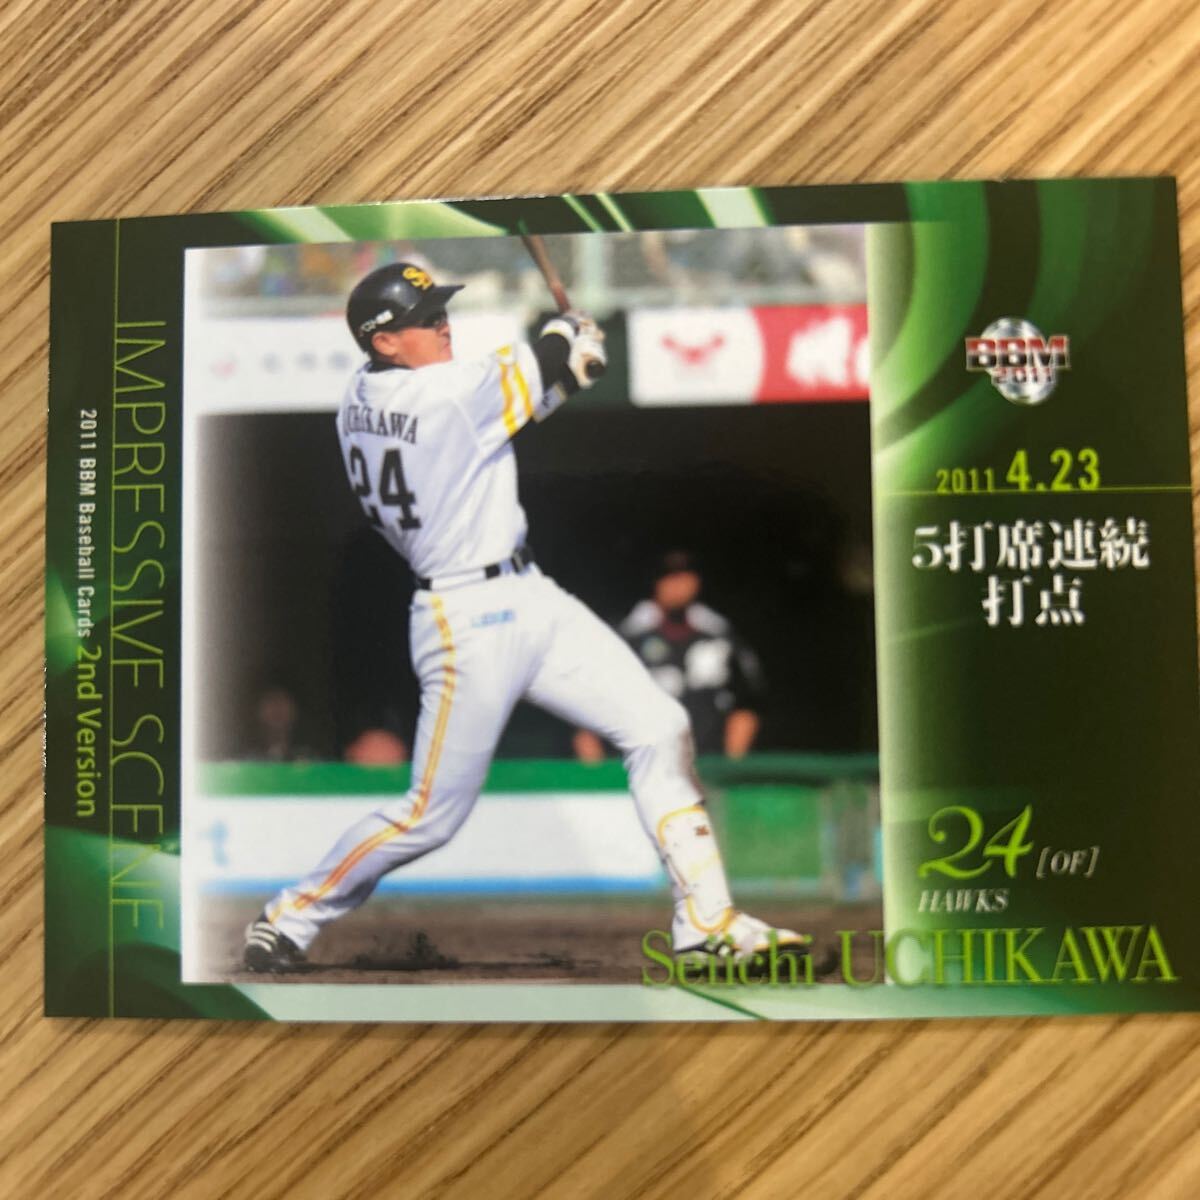 IMPRESSIVE SCENE
2011 BBM Baseball Cards 2nd Version
BBM
2011
2011 4.23
5打席連続
打点
24 [OF]
HAWKS
Seiichi UCHIKAWA
UCHIKAWA
24